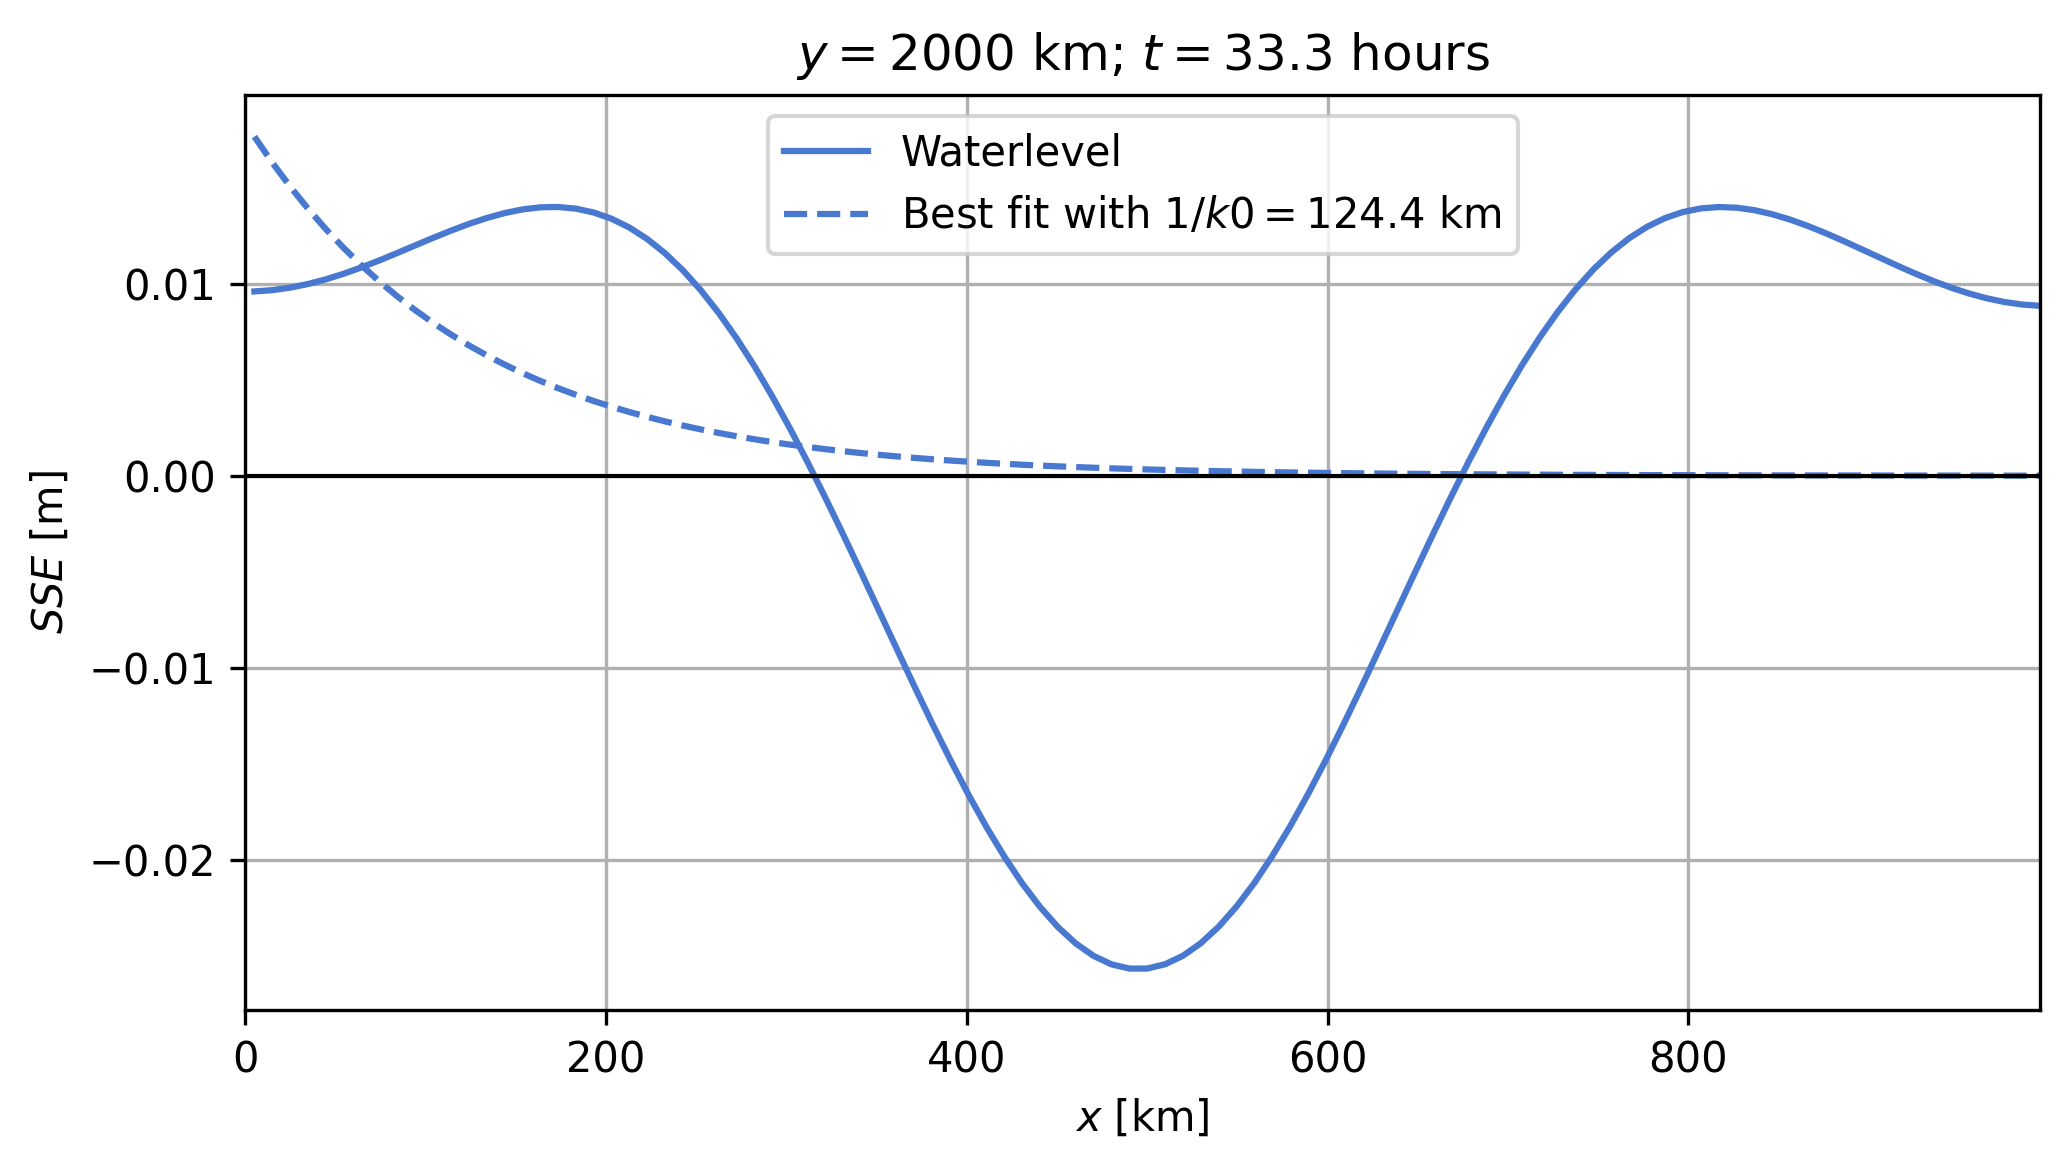 y = 2000 km; t = 33.3 hours
Waterlevel
Best fit with 1/k0 = 124.4 km
SSE [m]
0.01
0.00
−0.01
−0.02
0 200 400 600 800
x [km]